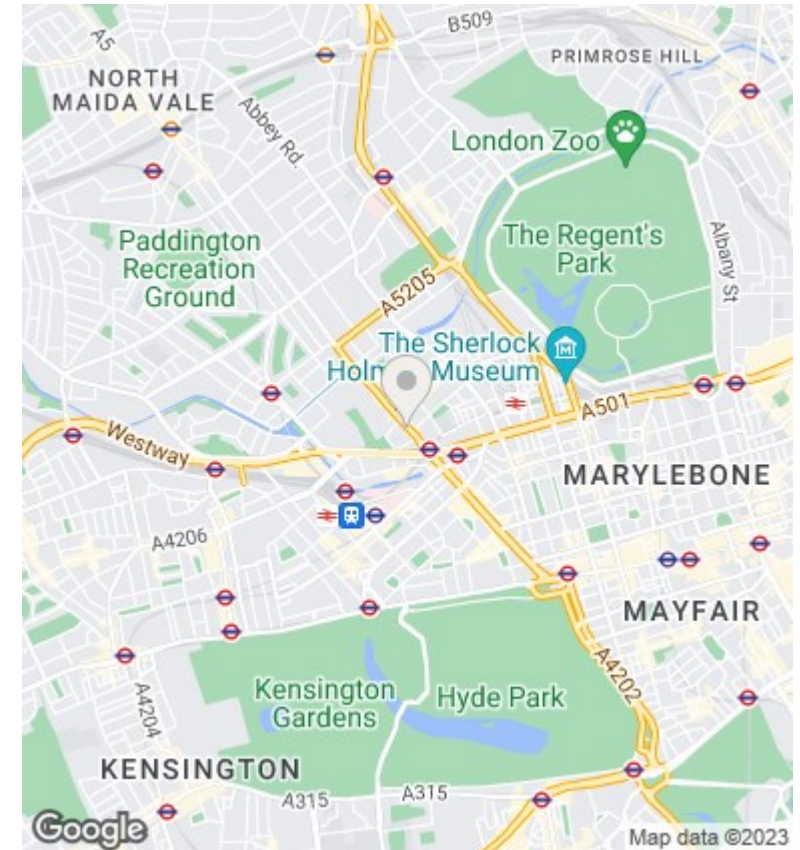 B509
A5
PRIMROSE HILL
NORTH
MAIDA VALE
Abbey Rd.
London Zoo
Albany St
The Regent's
Park
Paddington
Recreation
Ground
A5205
The Sherlock
Museum
A501
Westway
MARYLEBONE
A4206
MAYFAIR
A4202
Kensington
Gardens
Hyde Park
A4204
KENSINGTON
A315
A315
Google
Map data ©2023